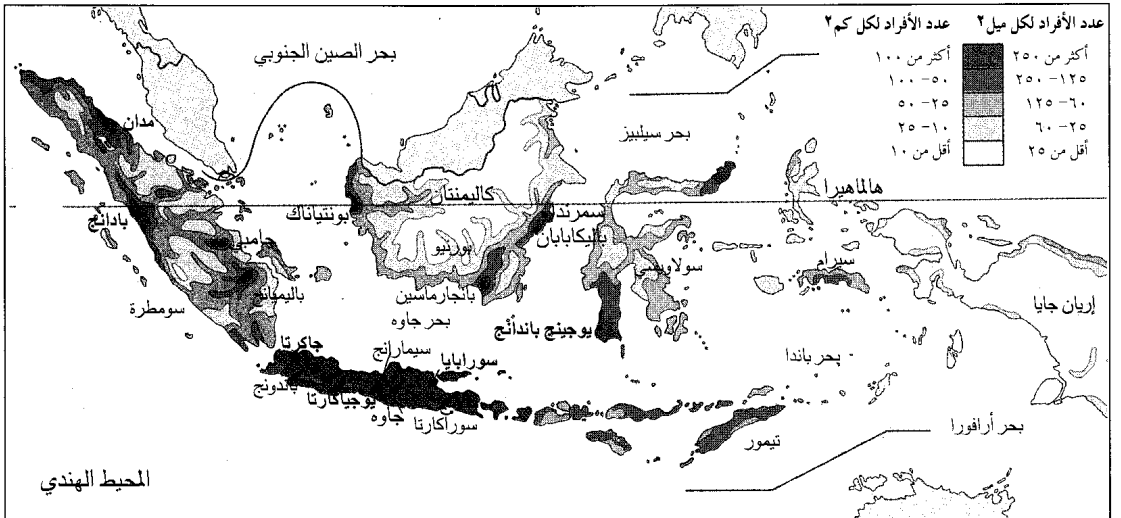 عدد الأفراد لكل ميل٢ عدد الأفراد لكل كم٢
أكثر من ٢٥٠ أكثر من ١٠٠
١٢٥- ٢٥٠ ٥٠- ١٠٠
٦٠- ١٢٥ ٢٥- ٥٠
٢٥- ٦٠ ١٠- ٢٥
أقل من ٢٥ أقل من ١٠
بحر الصين الجنوبي
بحر سيليبيز
مدان
هالماهيرا
كاليمنتان
بادانج
بونتياناك
سمرندا
باليكابابان
جامبي
بورنيو
سولاويسي
سيرام
باليمبانج
بانجارماسين
إريان جايا
سومطرة
بحر جاوه
يوجينج باندانج
جاكرتا
سيمارانج
سورابايا
بحر باندا
باندونج
يوجياكارتا
جاوه
سوراكارتا
تيمور
بحر أرافورا
المحيط الهندي